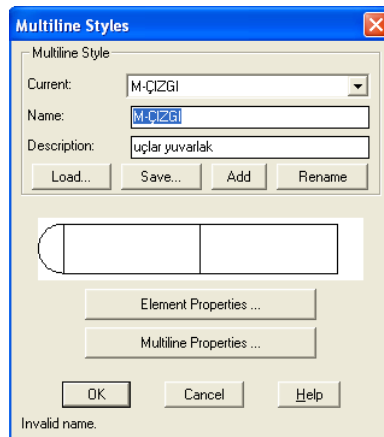 Multiline Styles
Multiline Style
Current: M-ÇIZGI
Name: M-ÇIZGI
Description: uçlar yuvarlak
Load... Save... Add Rename
Element Properties ...
Multiline Properties ...
OK Cancel Help
Invalid name.